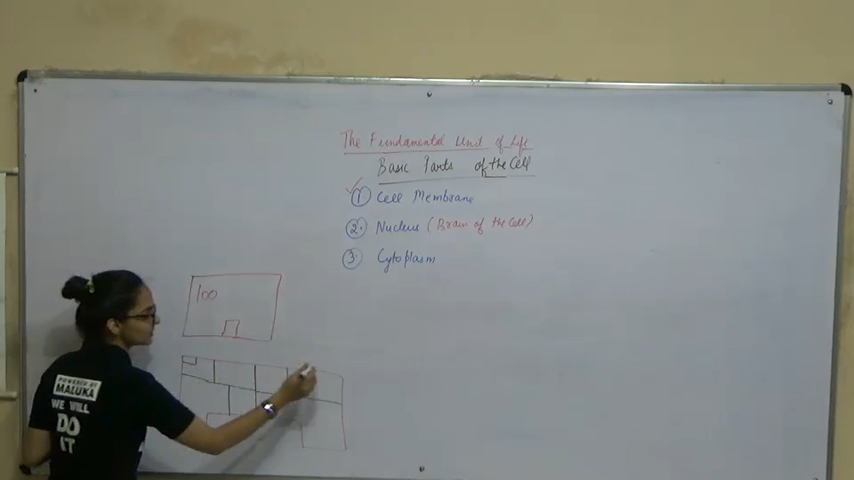 The Fundamental Unit of Life
Basic Parts of the Cell
1 Cell Membrane
2. Nucleus (Brain of the Cell)
3. Cytoplasm
100
POWERED BY
MALUKA
WE WILL
DO
IT